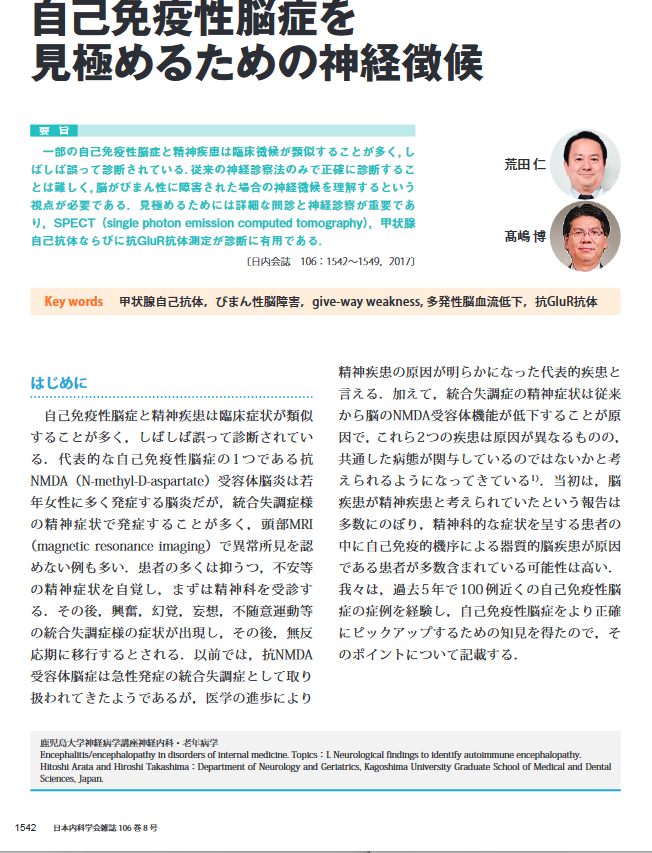 自己免疫性脳症を
見極めるための神経徴候
要旨
一部の自己免疫性脳症と精神疾患は臨床徴候が類似することが多く，し
ばしば誤って診断されている．従来の神経診察法のみで正確に診断するこ
とは難しく，脳がびまん性に障害された場合の神経徴候を理解するという
視点が必要である．見極めるためには詳細な問診と神経診察が重要であ
り，SPECT（single photon emission computed tomography），甲状腺
自己抗体ならびに抗GluR抗体測定が診断に有用である．
〔日内会誌　106：1542～1549，2017〕
荒田 仁
髙嶋 博
Key words　甲状腺自己抗体，びまん性脳障害，give-way weakness, 多発性脳血流低下，抗GluR抗体
はじめに
自己免疫性脳症と精神疾患は臨床症状が類似
することが多く，しばしば誤って診断されてい
る．代表的な自己免疫性脳症の1つである抗
NMDA（N-methyl-D-aspartate）受容体脳炎は若
年女性に多く発症する脳炎だが，統合失調症様
の精神症状で発症することが多く，頭部MRI
（magnetic resonance imaging）で異常所見を認
めない例も多い．患者の多くは抑うつ，不安等
の精神症状を自覚し，まずは精神科を受診す
る．その後，興奮，幻覚，妄想，不随意運動等
の統合失調症様の症状が出現し，その後，無反
応期に移行するとされる．以前では，抗NMDA
受容体脳症は急性発症の統合失調症として取り
扱われてきたようであるが，医学の進歩により
精神疾患の原因が明らかになった代表的疾患と
言える．加えて，統合失調症の精神症状は従来
から脳のNMDA受容体機能が低下することが原
因で，これら2つの疾患は原因が異なるものの，
共通した病態が関与しているのではないかと考
えられるようになってきている1)．当初は，脳
疾患が精神疾患と考えられていたという報告は
多数にのぼり，精神科的な症状を呈する患者の
中に自己免疫的機序による器質的脳疾患が原因
である患者が多数含まれている可能性は高い．
我々は，過去5年で100例近くの自己免疫性脳
症の症例を経験し，自己免疫性脳症をより正確
にピックアップするための知見を得たので，そ
のポイントについて記載する．
鹿児島大学神経病学講座神経内科・老年病学
Encephalitis/encephalopathy in disorders of internal medicine. Topics：I. Neurological findings to identify autoimmune encephalopathy.
Hitoshi Arata and Hiroshi Takashima：Department of Neurology and Geriatrics, Kagoshima University Graduate School of Medical and Dental
Sciences, Japan.
1542　日本内科学会雑誌 106 巻 8 号